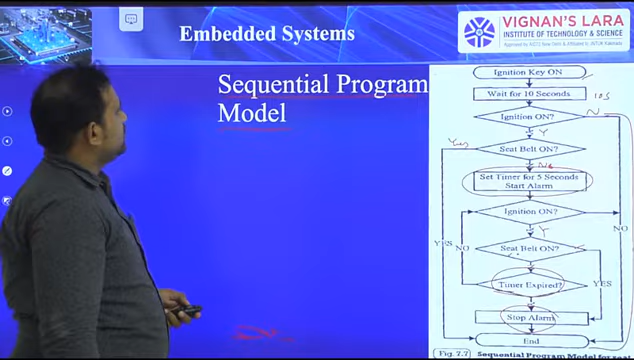 Embedded Systems
VIGNAN'S LARA
INSTITUTE OF TECHNOLOGY & SCIENCE
Sequential Program
Model
Ignition Key ON
Wait for 10 Seconds
10s
Ignition ON?
N
Y
Yes
Seat Belt ON?
No
Set Timer for 5 Seconds
Start Alarm
Ignition ON?
Y
NO
YES
NO
Seat Belt ON?
Timer Expired?
YES
Stop Alarm
End
Fig. 7.7
Sequential Program Model for